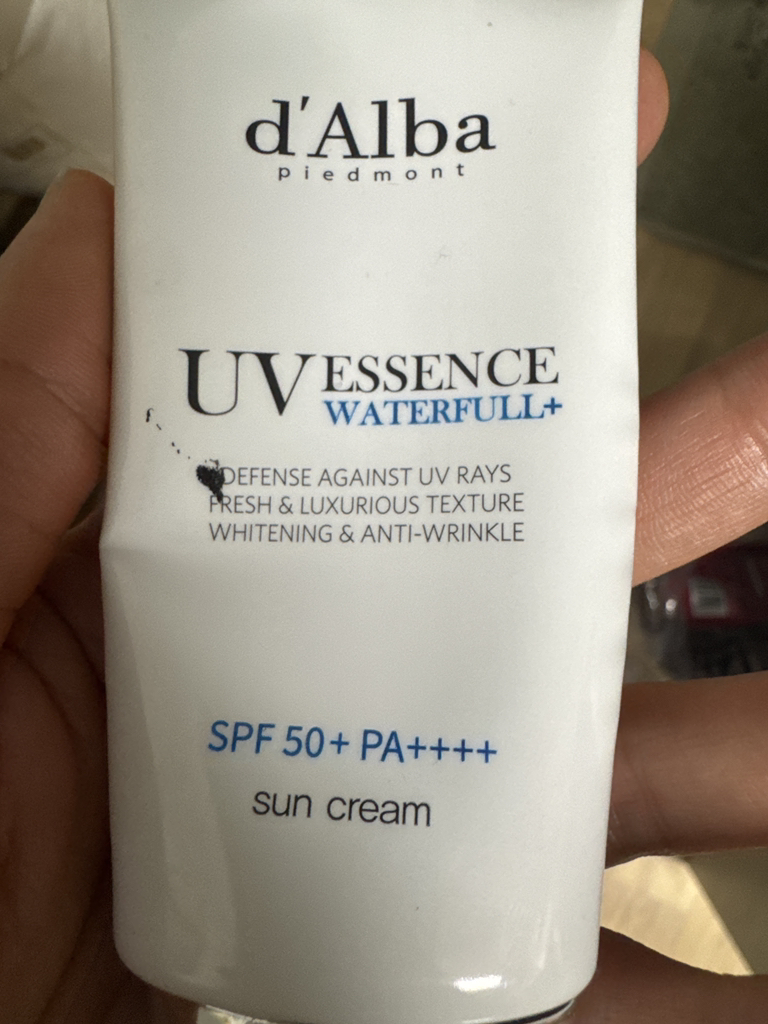 d'Alba
piedmont
UV ESSENCE
WATERFULL+
DEFENSE AGAINST UV RAYS
FRESH & LUXURIOUS TEXTURE
WHITENING & ANTI-WRINKLE
SPF 50+ PA++++
sun cream